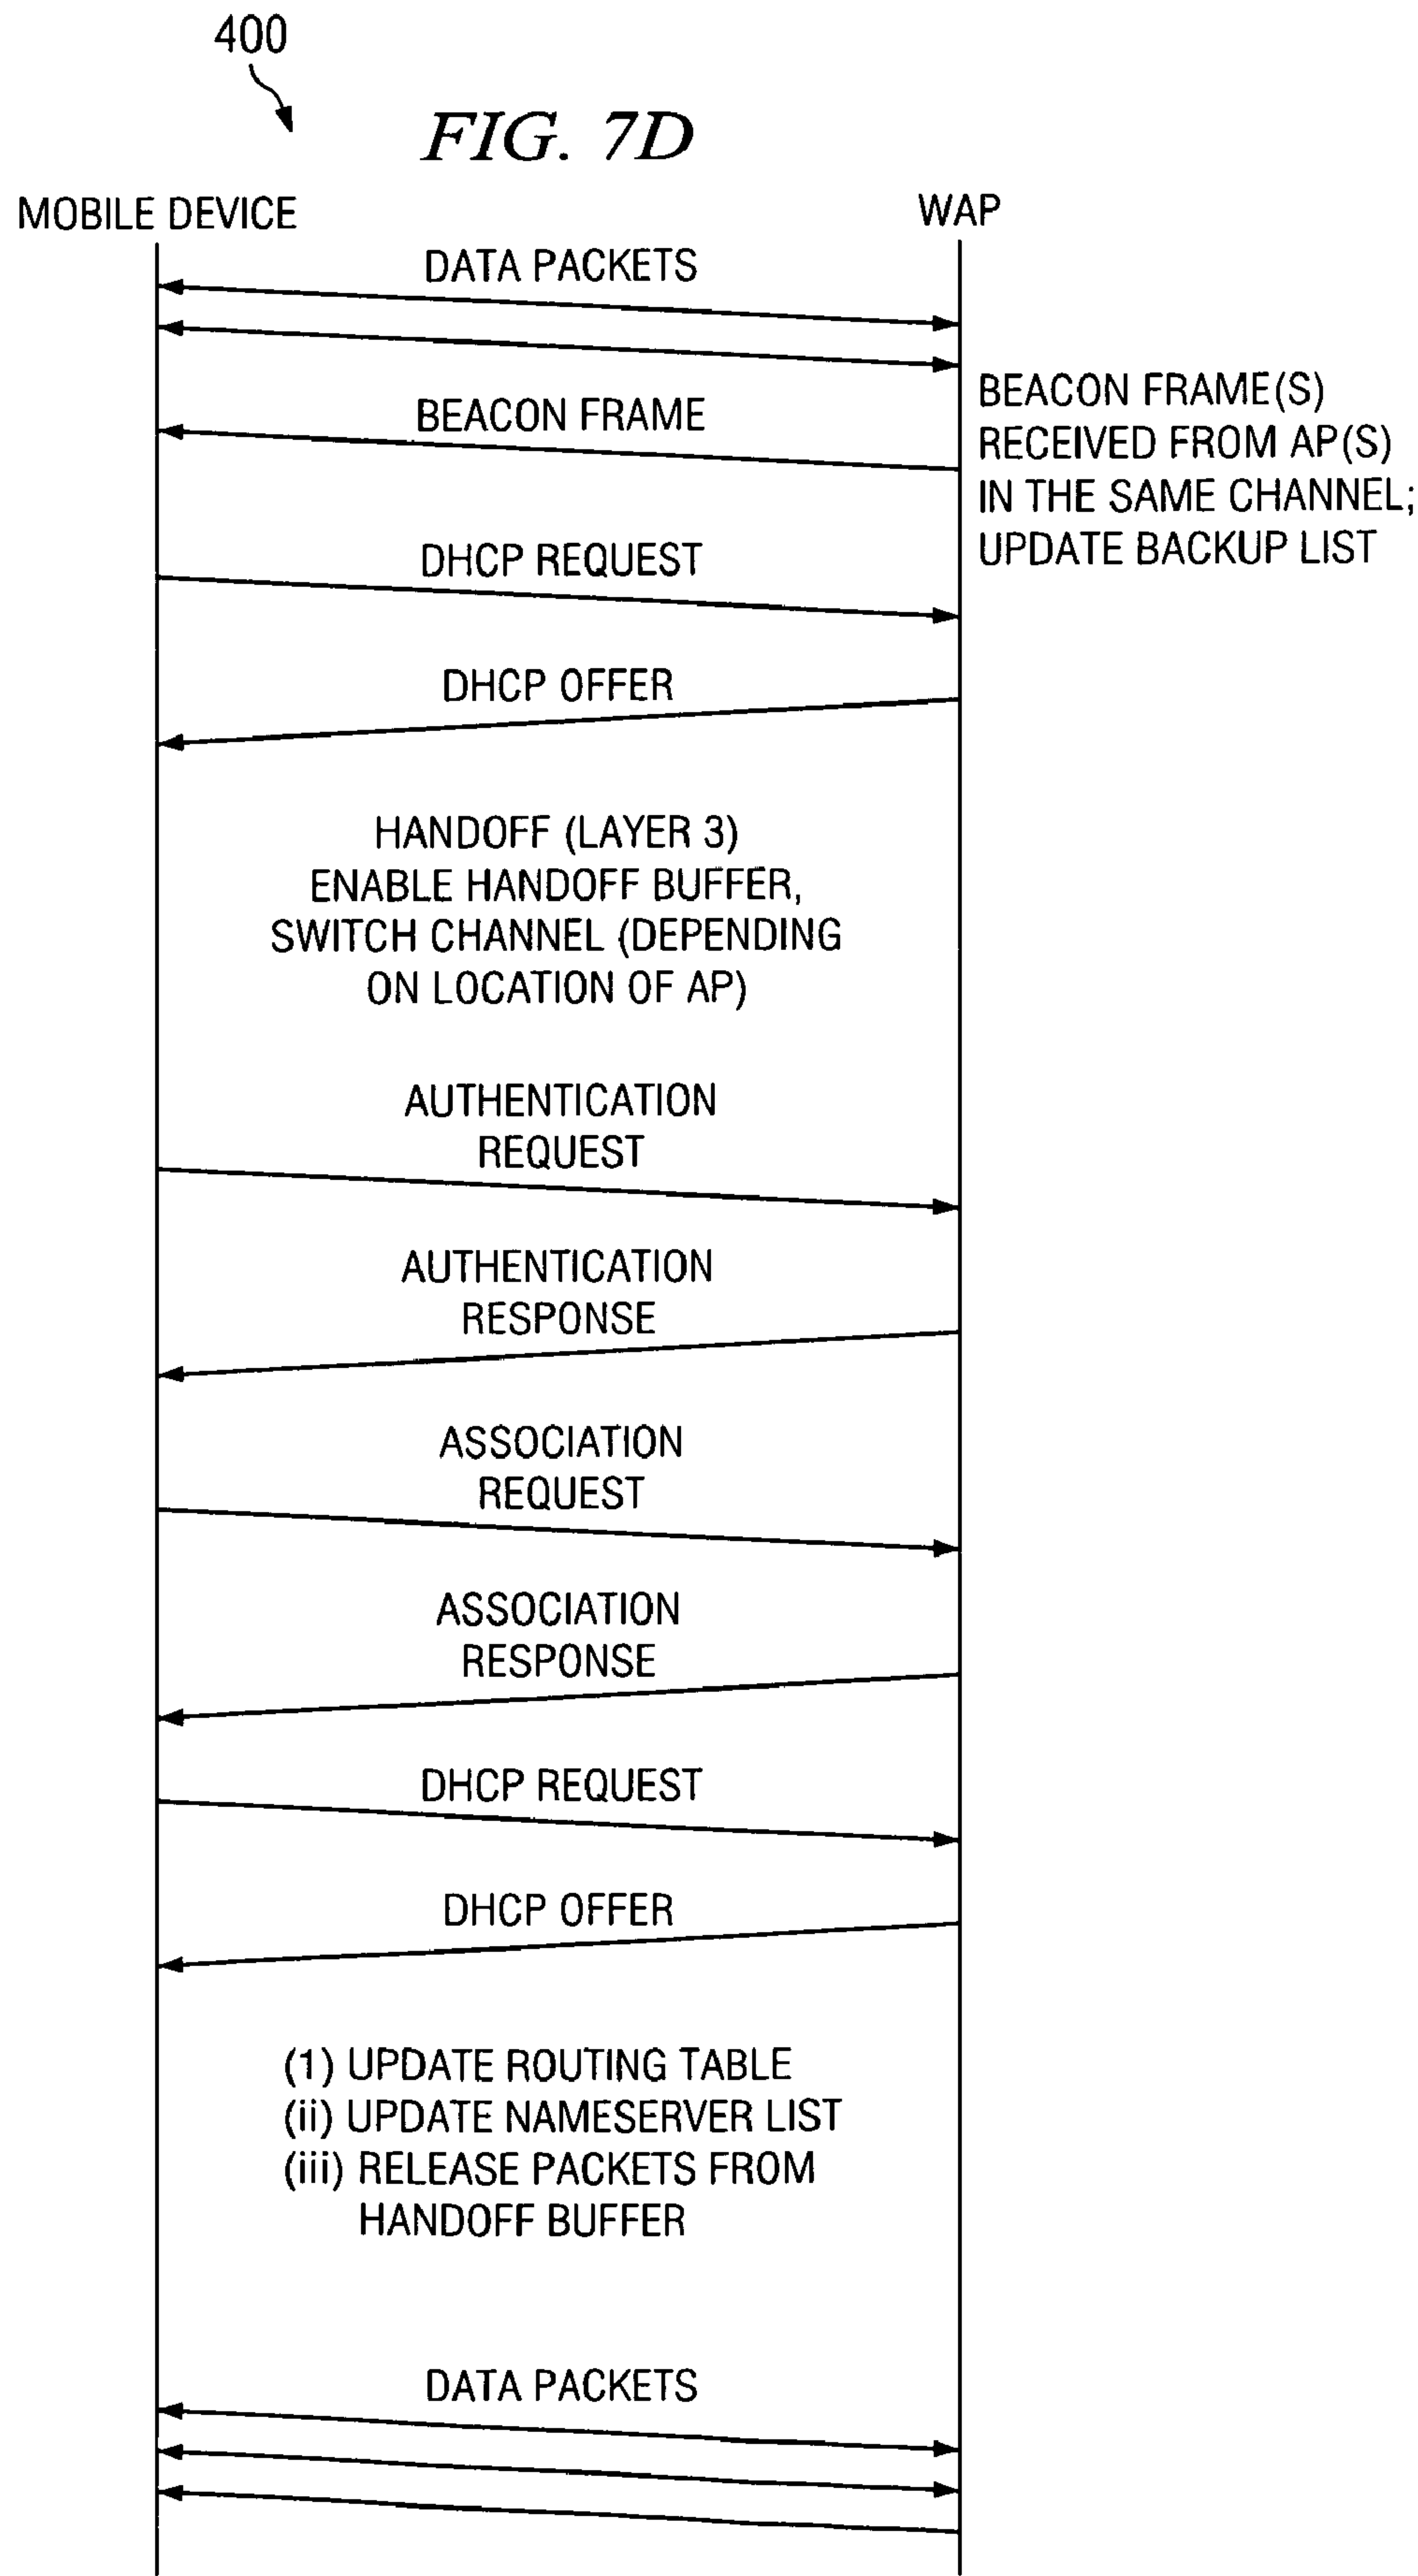 400
FIG. 7D
MOBILE DEVICE
WAP
DATA PACKETS
BEACON FRAME
BEACON FRAME(S)
RECEIVED FROM AP(S)
IN THE SAME CHANNEL;
UPDATE BACKUP LIST
DHCP REQUEST
DHCP OFFER
HANDOFF (LAYER 3)
ENABLE HANDOFF BUFFER,
SWITCH CHANNEL (DEPENDING
ON LOCATION OF AP)
AUTHENTICATION
REQUEST
AUTHENTICATION
RESPONSE
ASSOCIATION
REQUEST
ASSOCIATION
RESPONSE
DHCP REQUEST
DHCP OFFER
(1) UPDATE ROUTING TABLE
(ii) UPDATE NAMESERVER LIST
(iii) RELEASE PACKETS FROM
HANDOFF BUFFER
DATA PACKETS